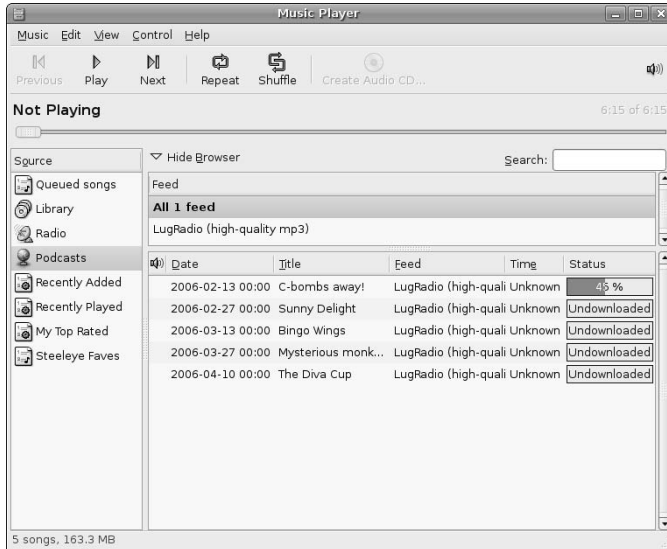 Music Player
Music Edit View Control Help
Previous Play Next Repeat Shuffle Create Audio CD...
Not Playing
6:15 of 6:15
Source
Queued songs
Library
Radio
Podcasts
Recently Added
Recently Played
My Top Rated
Steeleye Faves
Hide Browser Search:
Feed
All 1 feed
LugRadio (high-quality mp3)
Date Title Feed Time Status
2006-02-13 00:00 C-bombs away! LugRadio (high-quali Unknown 45 %
2006-02-27 00:00 Sunny Delight LugRadio (high-quali Unknown Undownloaded
2006-03-13 00:00 Bingo Wings LugRadio (high-quali Unknown Undownloaded
2006-03-27 00:00 Mysterious monk... LugRadio (high-quali Unknown Undownloaded
2006-04-10 00:00 The Diva Cup LugRadio (high-quali Unknown Undownloaded
5 songs, 163.3 MB